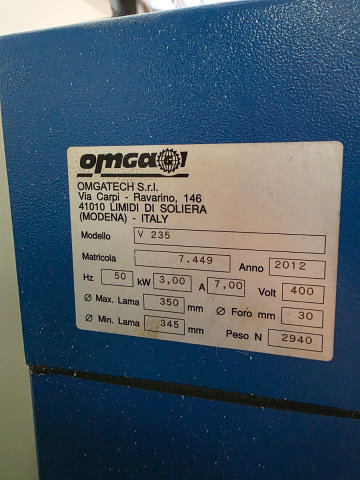 omga
OMGATECH S.r.l.
Via Carpi - Ravarino, 146
41010 LIMIDI DI SOLIERA
(MODENA) - ITALY
Modello V 235
Matricola 7.449 Anno 2012
Hz 50 kW 3,00 A 7,00 Volt 400
Ø Max. Lama 350 mm Ø Foro mm 30
Ø Min. Lama 345 mm Peso N 2940